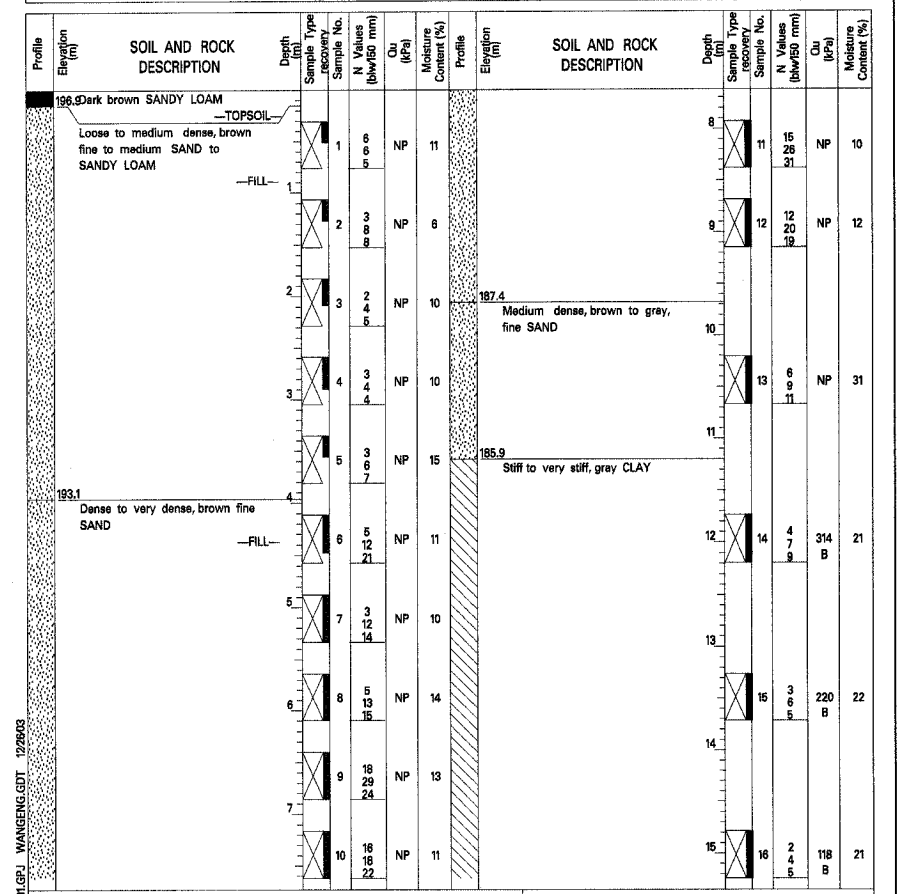 Profile
Elevation (m)
SOIL AND ROCK DESCRIPTION
Depth (m)
Sample Type recovery
Sample No.
N Values (blw/150 mm)
Qu (kPa)
Moisture Content (%)
196.9 Dark brown SANDY LOAM
—TOPSOIL—
Loose to medium dense, brown
fine to medium SAND to
SANDY LOAM
1
6
6
5
NP
11
—FILL—
1
2
3
8
8
NP
6
2
3
2
4
5
NP
10
4
3
4
4
NP
10
3
5
3
6
7
NP
15
193.1
4
Dense to very dense, brown fine
SAND
—FILL—
6
5
12
21
NP
11
5
7
3
12
14
NP
10
8
5
13
15
NP
14
6
9
18
29
24
NP
13
7
10
16
18
22
NP
11
Profile
Elevation (m)
SOIL AND ROCK DESCRIPTION
Depth (m)
Sample Type recovery
Sample No.
N Values (blw/150 mm)
Qu (kPa)
Moisture Content (%)
8
11
15
26
31
NP
10
9
12
12
20
19
NP
12
187.4
Medium dense, brown to gray,
fine SAND
10
13
6
9
11
NP
31
11
185.9
Stiff to very stiff, gray CLAY
12
14
4
7
9
314
B
21
13
15
3
6
5
220
B
22
14
15
16
2
4
5
118
B
21
1.GPJ WANGENG.GDT 12/26/03